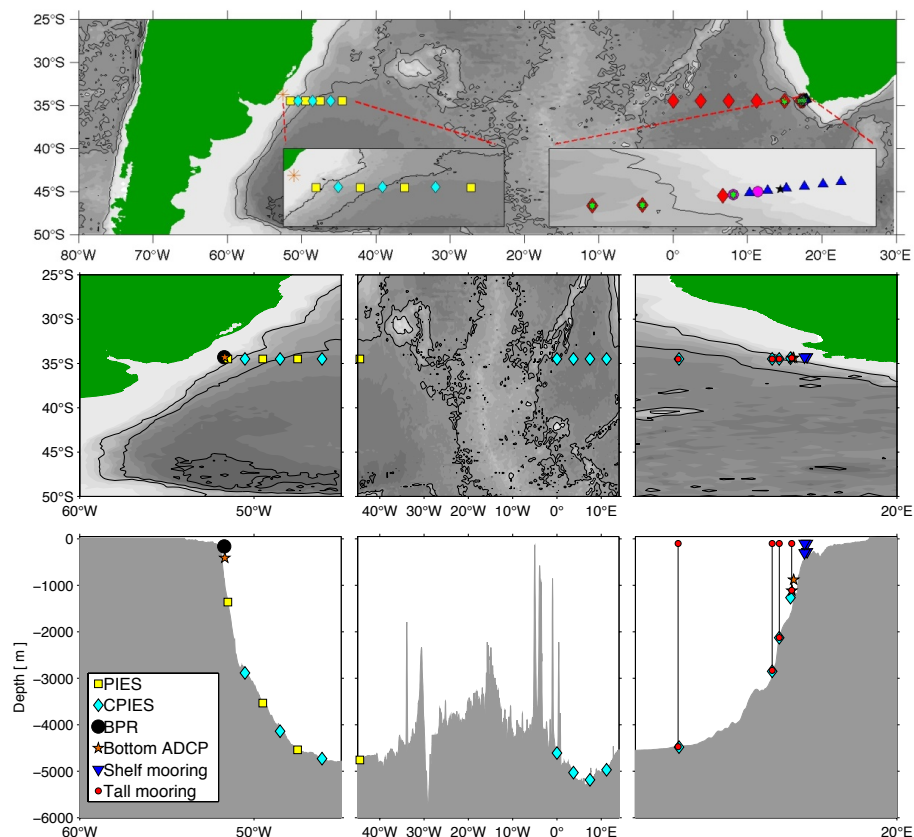 25°S
30°S
35°S
40°S
45°S
50°S
80°W 70°W 60°W 50°W 40°W 30°W 20°W 10°W 0° 10°E 20°E 30°E
25°S
30°S
35°S
40°S
45°S
50°S
60°W 50°W 40°W 30°W 20°W 10°W 0° 10°E 20°E
0
−1000
−2000
−3000
−4000
−5000
−6000
Depth [ m ]
PIES
CPIES
BPR
Bottom ADCP
Shelf mooring
Tall mooring
60°W 50°W 40°W 30°W 20°W 10°W 0° 10°E 20°E